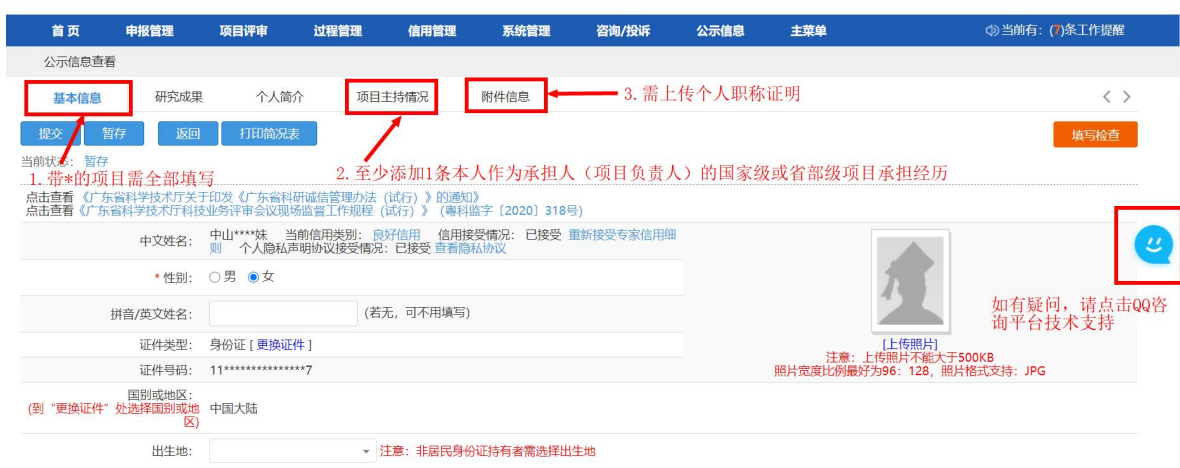 首 页 申报管理 项目评审 过程管理 信用管理 系统管理 咨询/投诉 公示信息 主菜单 当前有：(7)条工作提醒
公示信息查看
基本信息 研究成果 个人简介 项目主持情况 附件信息 3.需上传个人职称证明
提交 暂存 返回 打印简况表 填写检查
当前状态： 暂存
1.带*的项目需全部填写 2.至少添加1条本人作为承担人（项目负责人）的国家级或省部级项目承担经历
点击查看《广东省科学技术厅关于印发《广东省科研诚信管理办法（试行）》的通知》
点击查看《广东省科学技术厅科技业务评审会议现场监督工作规程（试行）》（粤科监字〔2020〕318号）
中文姓名： 中山****妹 当前信用类别：良好信用 信用接受情况：已接受 重新接受专家信用细
则 个人隐私声明协议接受情况：已接受 查看隐私协议
* 性别： 男 女
拼音/英文姓名： (若无，可不用填写)
如有疑问，请点击QQ咨
询平台技术支持
证件类型： 身份证 [ 更换证件 ]
[上传照片]
注意：上传照片不能大于500KB
证件号码： 11***************7
照片宽度比例最好为96：128，照片格式支持：JPG
国别或地区：
(到“更换证件”处选择国别或地
区) 中国大陆
出生地： 注意：非居民身份证持有者需选择出生地